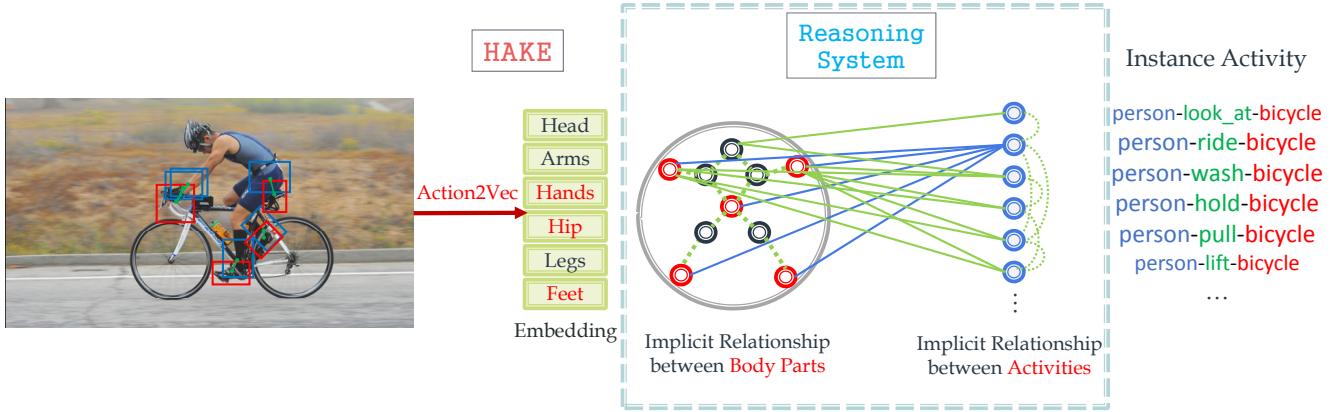 HAKE
Reasoning
System
Instance Activity
Action2Vec
Head
Arms
Hands
Hip
Legs
Feet
Embedding
Implicit Relationship
between Body Parts
Implicit Relationship
between Activities
person-look_at-bicycle
person-ride-bicycle
person-wash-bicycle
person-hold-bicycle
person-pull-bicycle
person-lift-bicycle
...